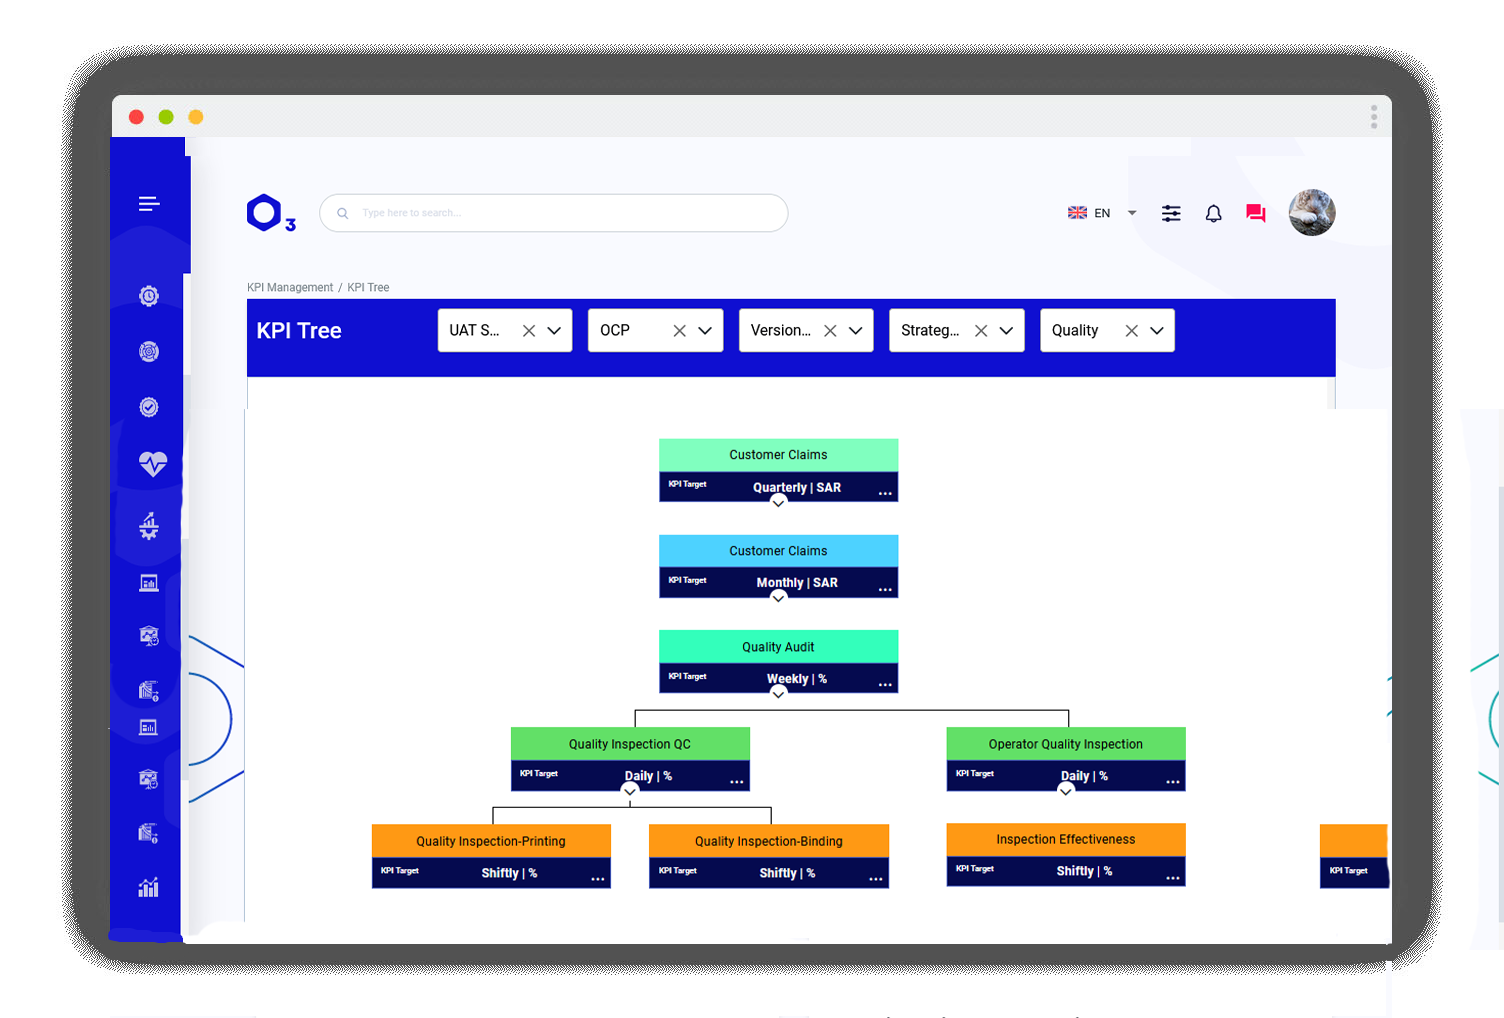 3
Type here to search...
EN
KPI Management / KPI Tree
KPI Tree
UAT S...
OCP
Version...
Strateg...
Quality
Customer Claims
KPI Target
Quarterly | SAR
Customer Claims
KPI Target
Monthly | SAR
Quality Audit
KPI Target
Weekly | %
Quality Inspection QC
Operator Quality Inspection
KPI Target
Daily | %
KPI Target
Daily | %
Quality Inspection-Printing
Quality Inspection-Binding
Inspection Effectiveness
KPI Target
Shiftly | %
KPI Target
Shiftly | %
KPI Target
Shiftly | %
KPI Target